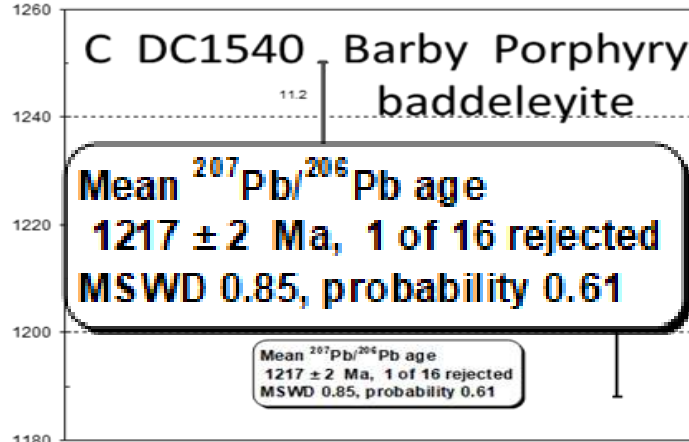 1260
C DC1540 Barby Porphyry
11.2
baddeleyite
1240
Mean ²⁰⁷Pb/²⁰⁶Pb age
1220
1217 ± 2 Ma, 1 of 16 rejected
MSWD 0.85, probability 0.61
1200
Mean ²⁰⁷Pb/²⁰⁶Pb age
1217 ± 2 Ma, 1 of 16 rejected
MSWD 0.85, probability 0.61
1180